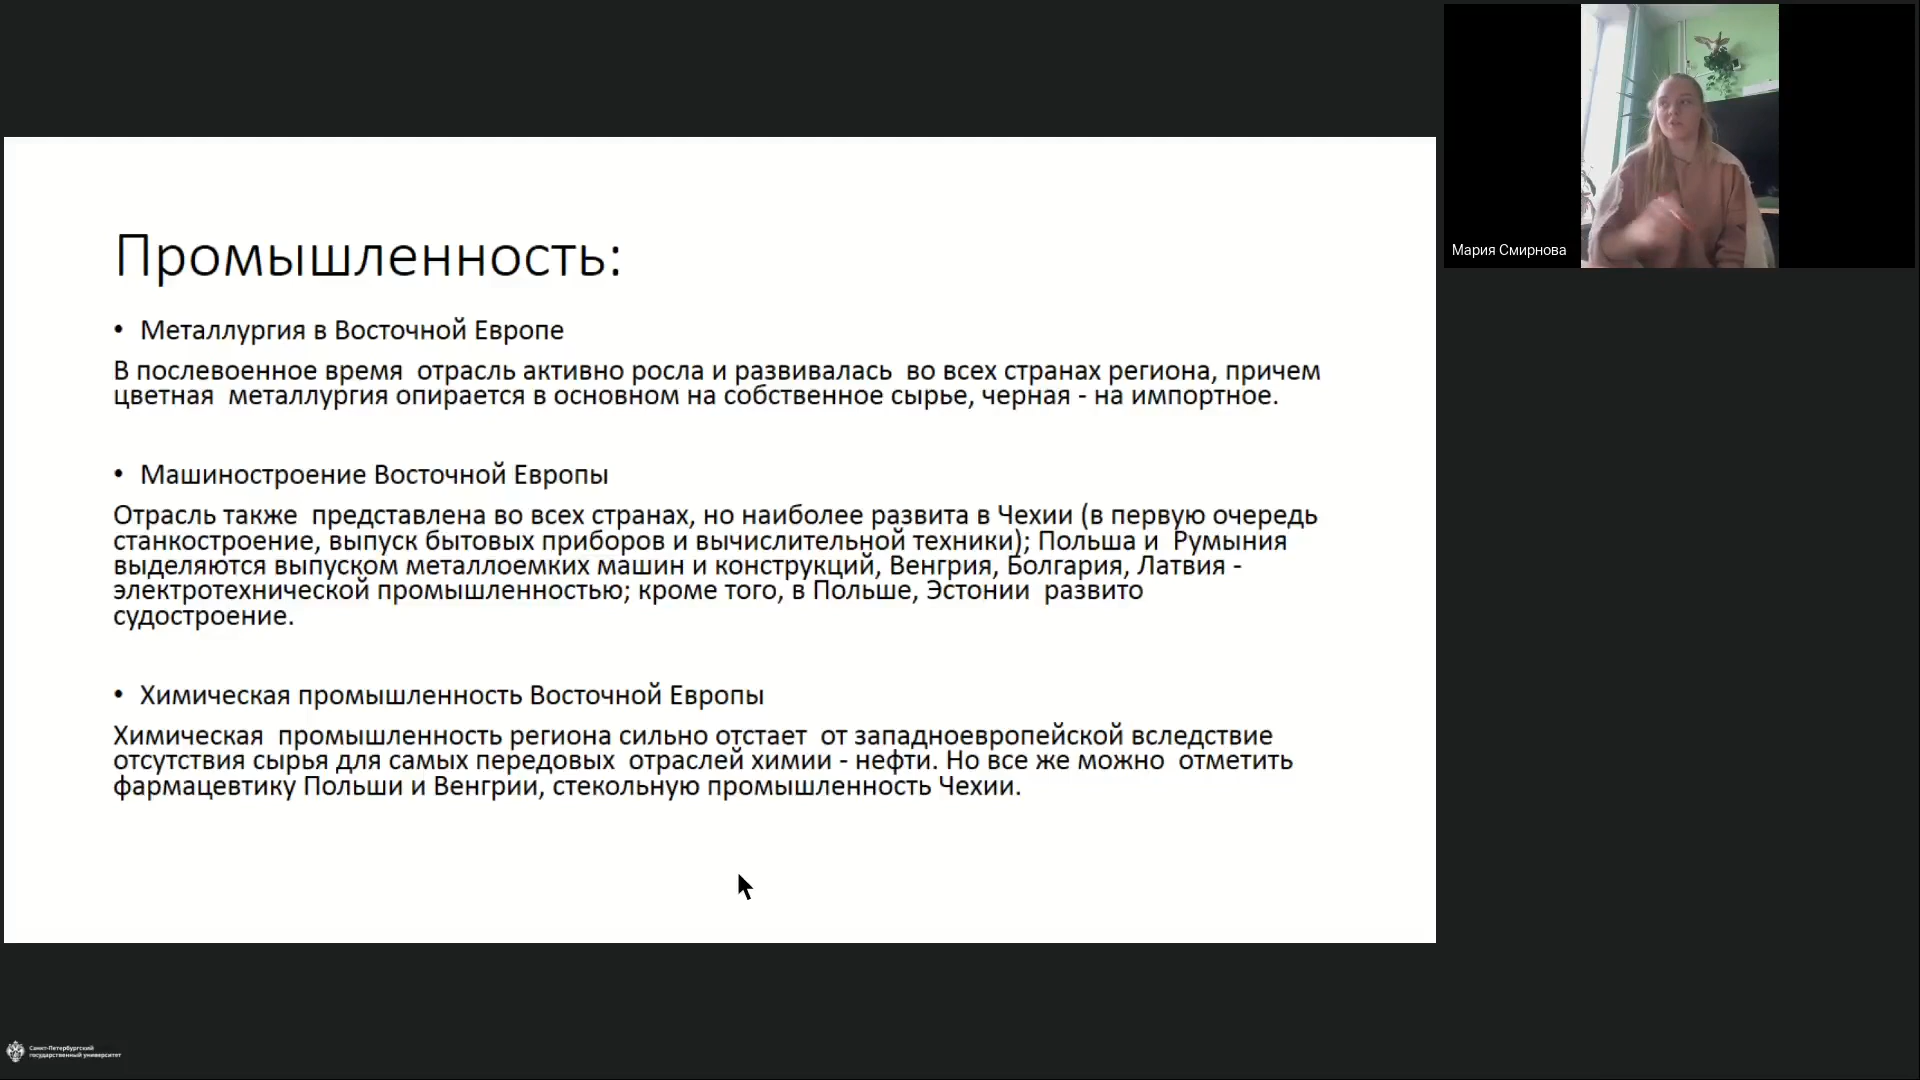 Промышленность:
• Металлургия в Восточной Европе
В послевоенное время отрасль активно росла и развивалась во всех странах региона, причем
цветная металлургия опирается в основном на собственное сырье, черная - на импортное.
• Машиностроение Восточной Европы
Отрасль также представлена во всех странах, но наиболее развита в Чехии (в первую очередь
станкостроение, выпуск бытовых приборов и вычислительной техники); Польша и Румыния
выделяются выпуском металлоемких машин и конструкций, Венгрия, Болгария, Латвия -
электротехнической промышленностью; кроме того, в Польше, Эстонии развито
судостроение.
• Химическая промышленность Восточной Европы
Химическая промышленность региона сильно отстает от западноевропейской вследствие
отсутствия сырья для самых передовых отраслей химии - нефти. Но все же можно отметить
фармацевтику Польши и Венгрии, стекольную промышленность Чехии.
Мария Смирнова
Санкт-Петербургский
государственный университет